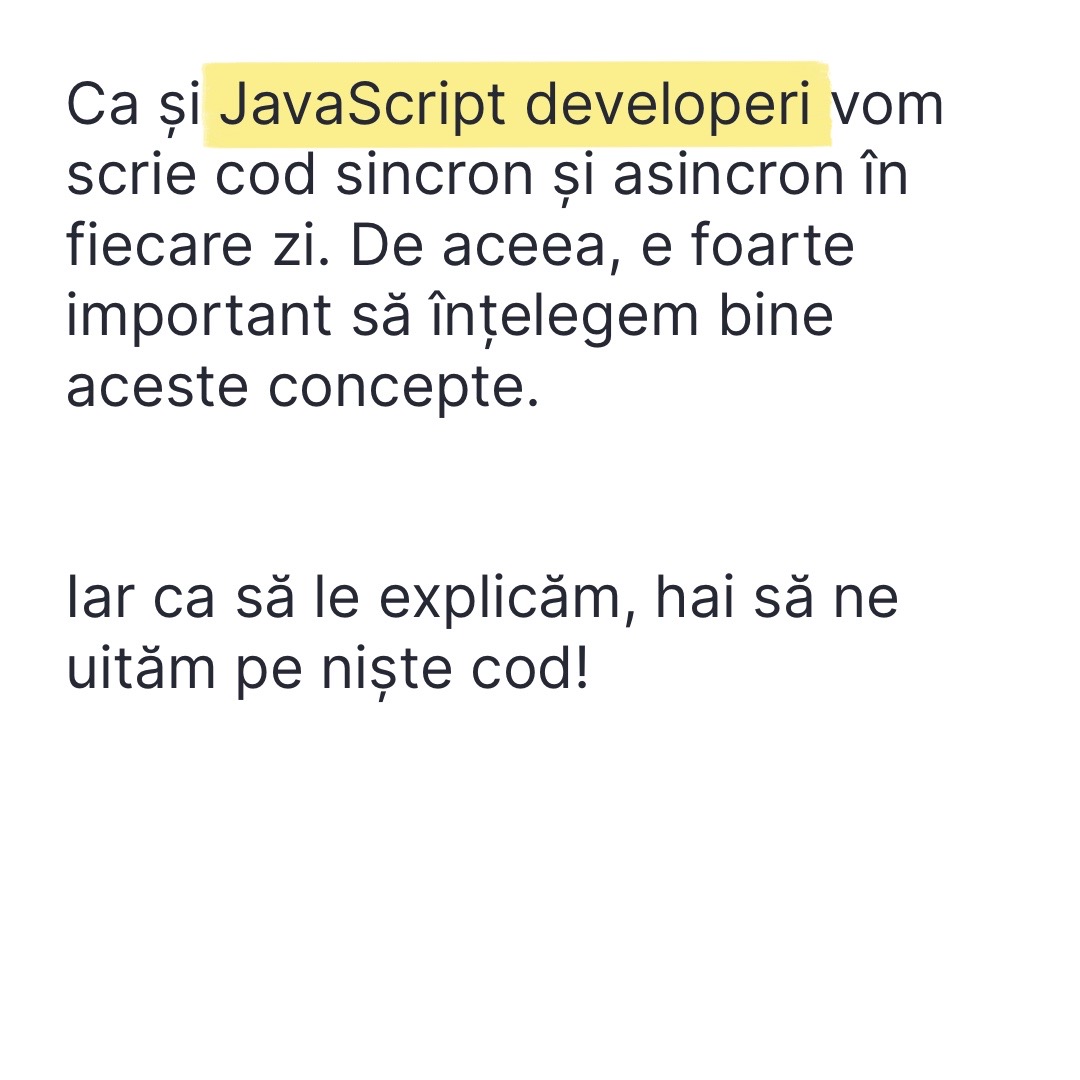 Ca și JavaScript developeri vom
scrie cod sincron și asincron în
fiecare zi. De aceea, e foarte
important să înțelegem bine
aceste concepte.
Iar ca să le explicăm, hai să ne
uităm pe niște cod!